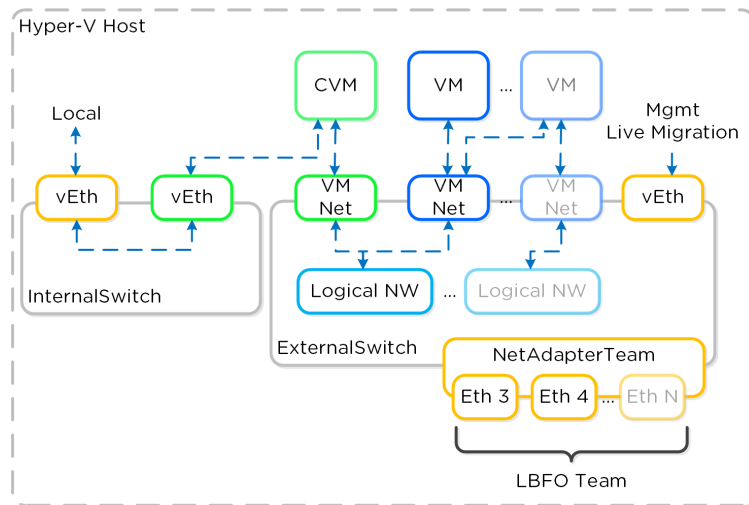 Hyper-V Host
CVM
VM
...
VM
Local
Mgmt
Live Migration
vEth
vEth
VM
Net
VM
Net
...
VM
Net
vEth
InternalSwitch
Logical NW
...
Logical NW
ExternalSwitch
NetAdapterTeam
Eth 3
Eth 4
...
Eth N
LBFO Team